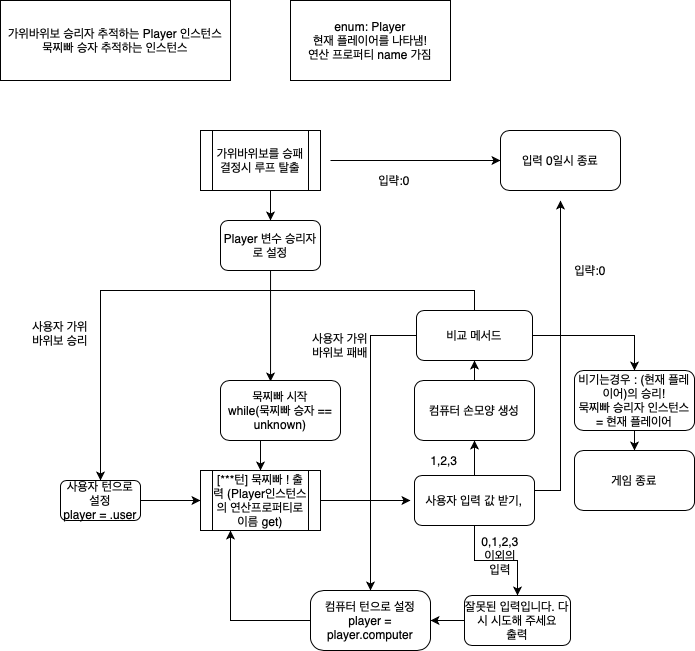 가위바위보 승리자 추적하는 Player 인스턴스
묵찌빠 승자 추적하는 인스턴스
enum: Player
현재 플레이어를 나타냄!
연산 프로퍼티 name 가짐
가위바위보를 승패
결정시 루프 탈출
입력 0일시 종료
입략:0
Player 변수 승리자
로 설정
입략:0
사용자 가위
바위보 승리
사용자 가위
바위보 패배
비교 메서드
비기는경우 : (현재 플레
이어)의 승리!
묵찌빠 승리자 인스턴스
= 현재 플레이어
묵찌빠 시작
while(묵찌빠 승자 ==
unknown)
컴퓨터 손모양 생성
1,2,3
게임 종료
사용자 턴으로
설정
player = .user
[***턴] 묵찌빠 ! 출
력 (Player인스턴스
의 연산프로퍼티로
이름 get)
사용자 입력 값 받기,
0,1,2,3
이외의
입력
컴퓨터 턴으로 설정
player =
player.computer
잘못된 입력입니다. 다
시 시도해 주세요
출력